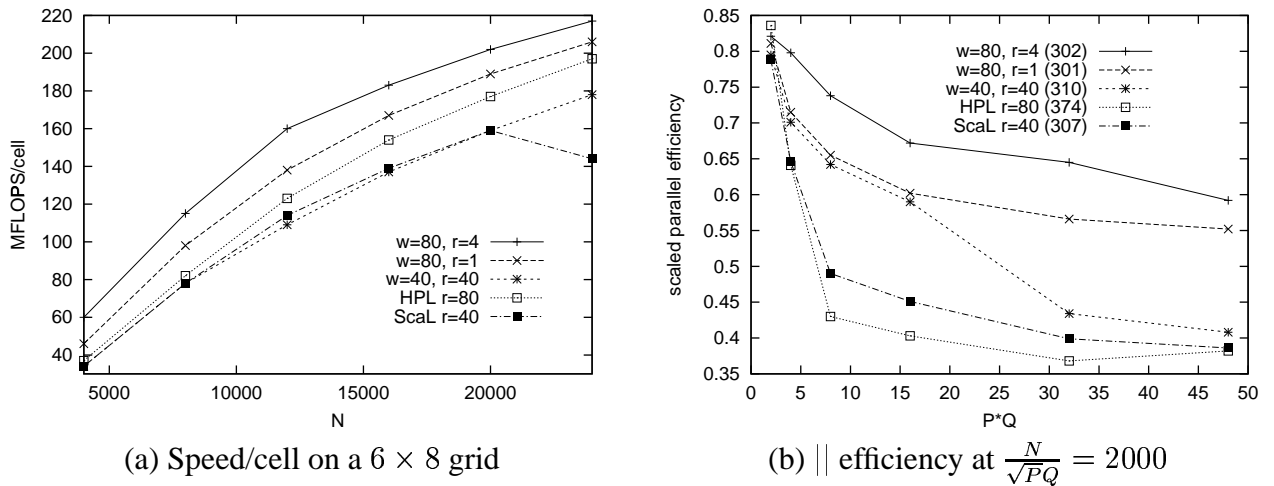 220
200
180
160
140
120
100
80
60
40
MFLOPS/cell
5000 10000 15000 20000
N
w=80, r=4
w=80, r=1
w=40, r=40
HPL r=80
ScaL r=40
(a) Speed/cell on a 6 × 8 grid
0.85
0.8
0.75
0.7
0.65
0.6
0.55
0.5
0.45
0.4
0.35
scaled parallel efficiency
0 5 10 15 20 25 30 35 40 45 50
P*Q
w=80, r=4 (302)
w=80, r=1 (301)
w=40, r=40 (310)
HPL r=80 (374)
ScaL r=40 (307)
(b) || efficiency at N/√PQ = 2000